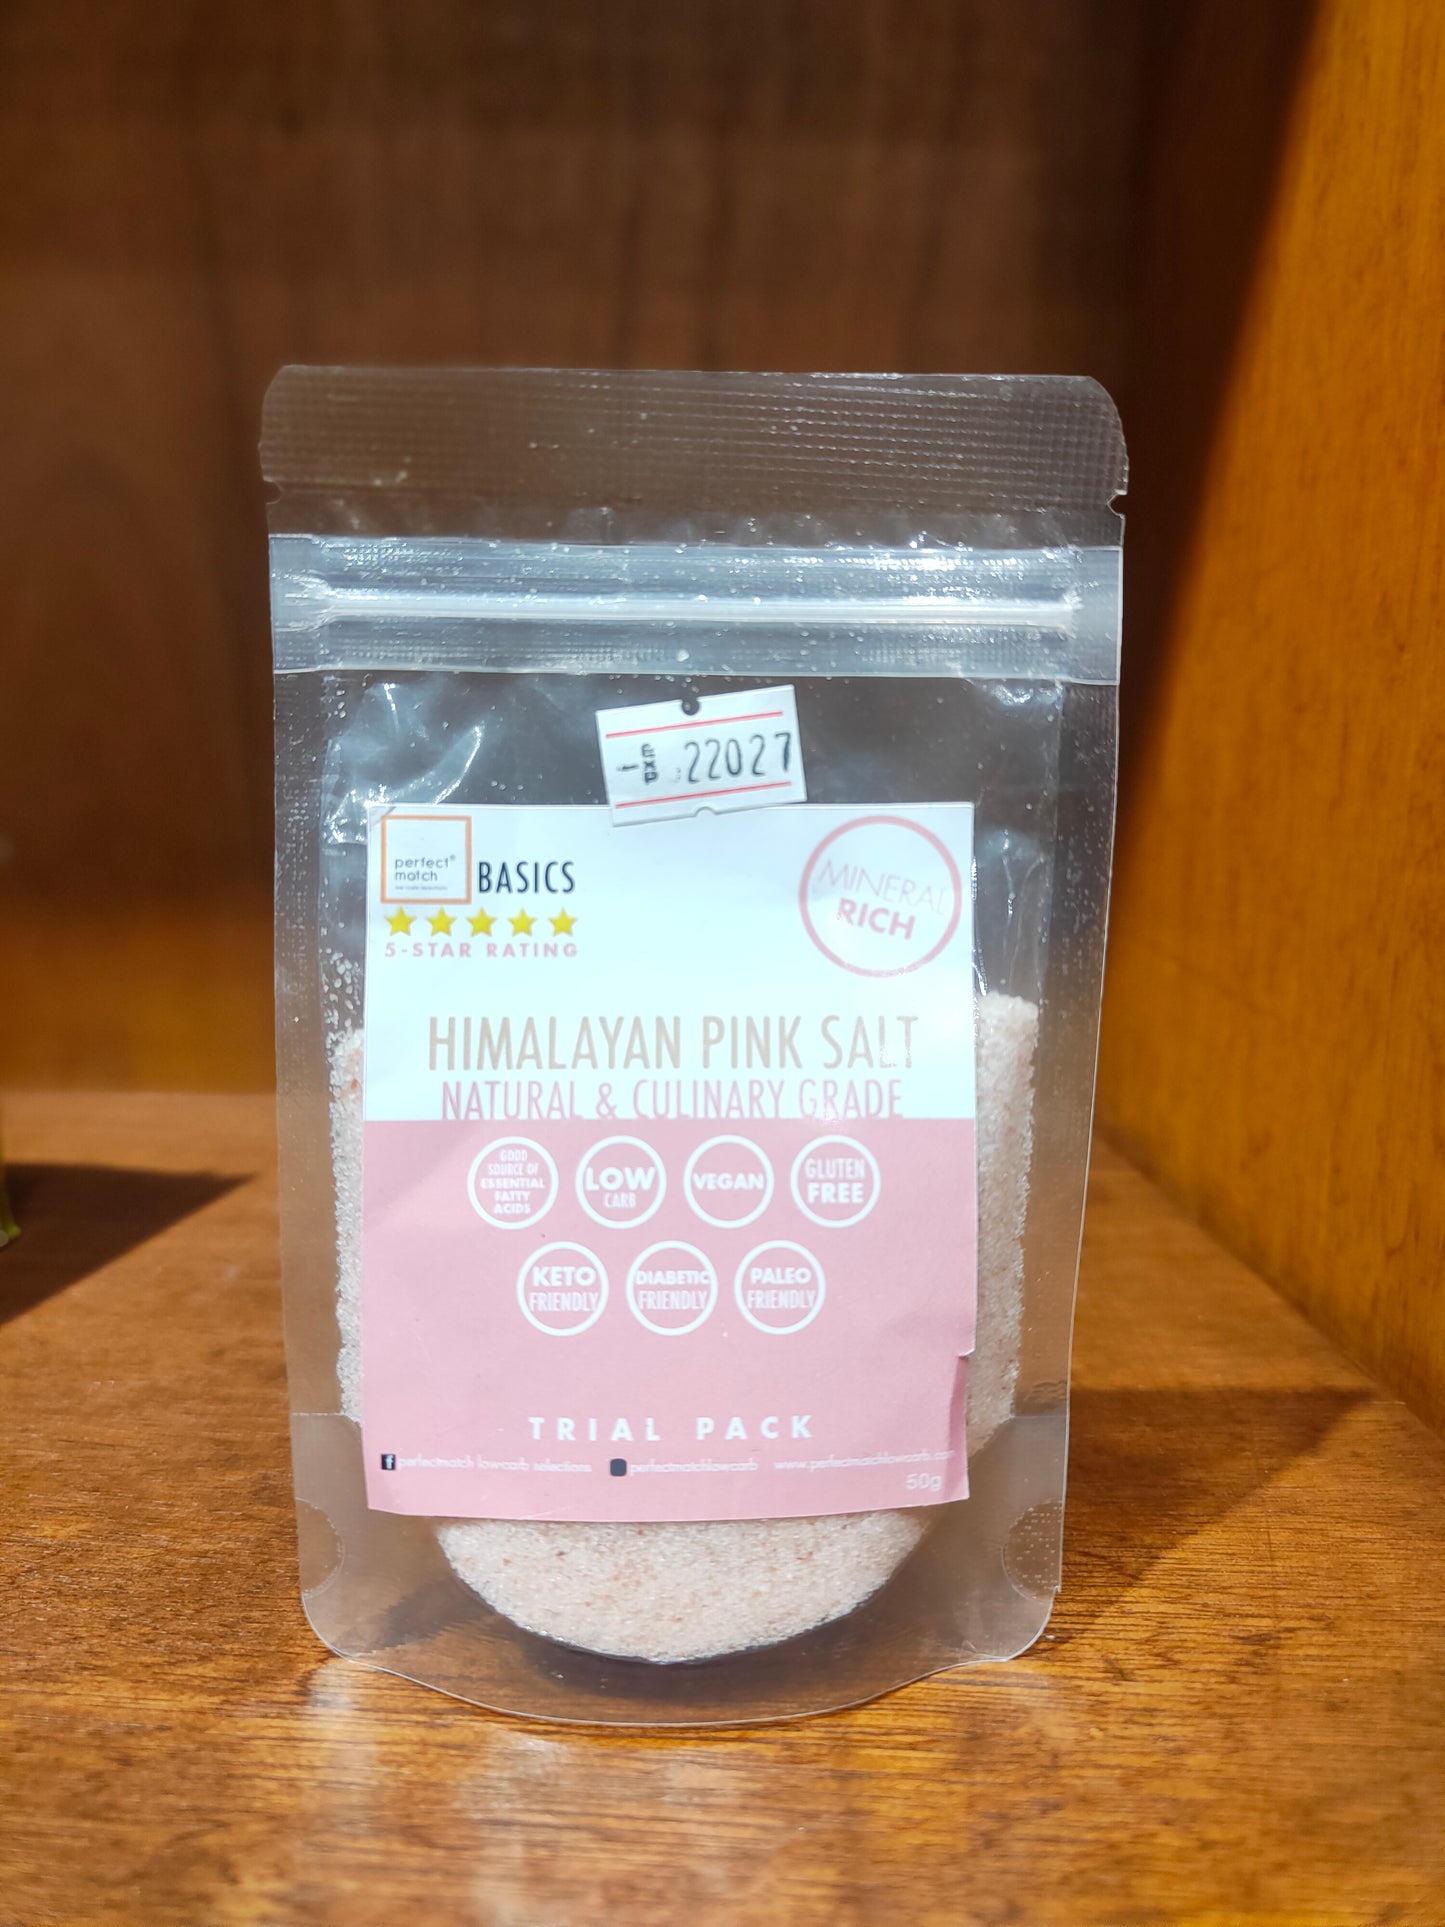 EXP 22027
perfect®
match
BASICS
5-STAR RATING
MINERAL
RICH
HIMALAYAN PINK SALT
NATURAL & CULINARY GRADE
GOOD
SOURCE OF
ESSENTIAL
FATTY
ACIDS
LOW
CARB
VEGAN
GLUTEN
FREE
KETO
FRIENDLY
DIABETIC
FRIENDLY
PALEO
FRIENDLY
TRIAL PACK
f perfectmatch lowcarb selections perfectmatchlowcarb www.perfectmatchlowcarb.com
50g